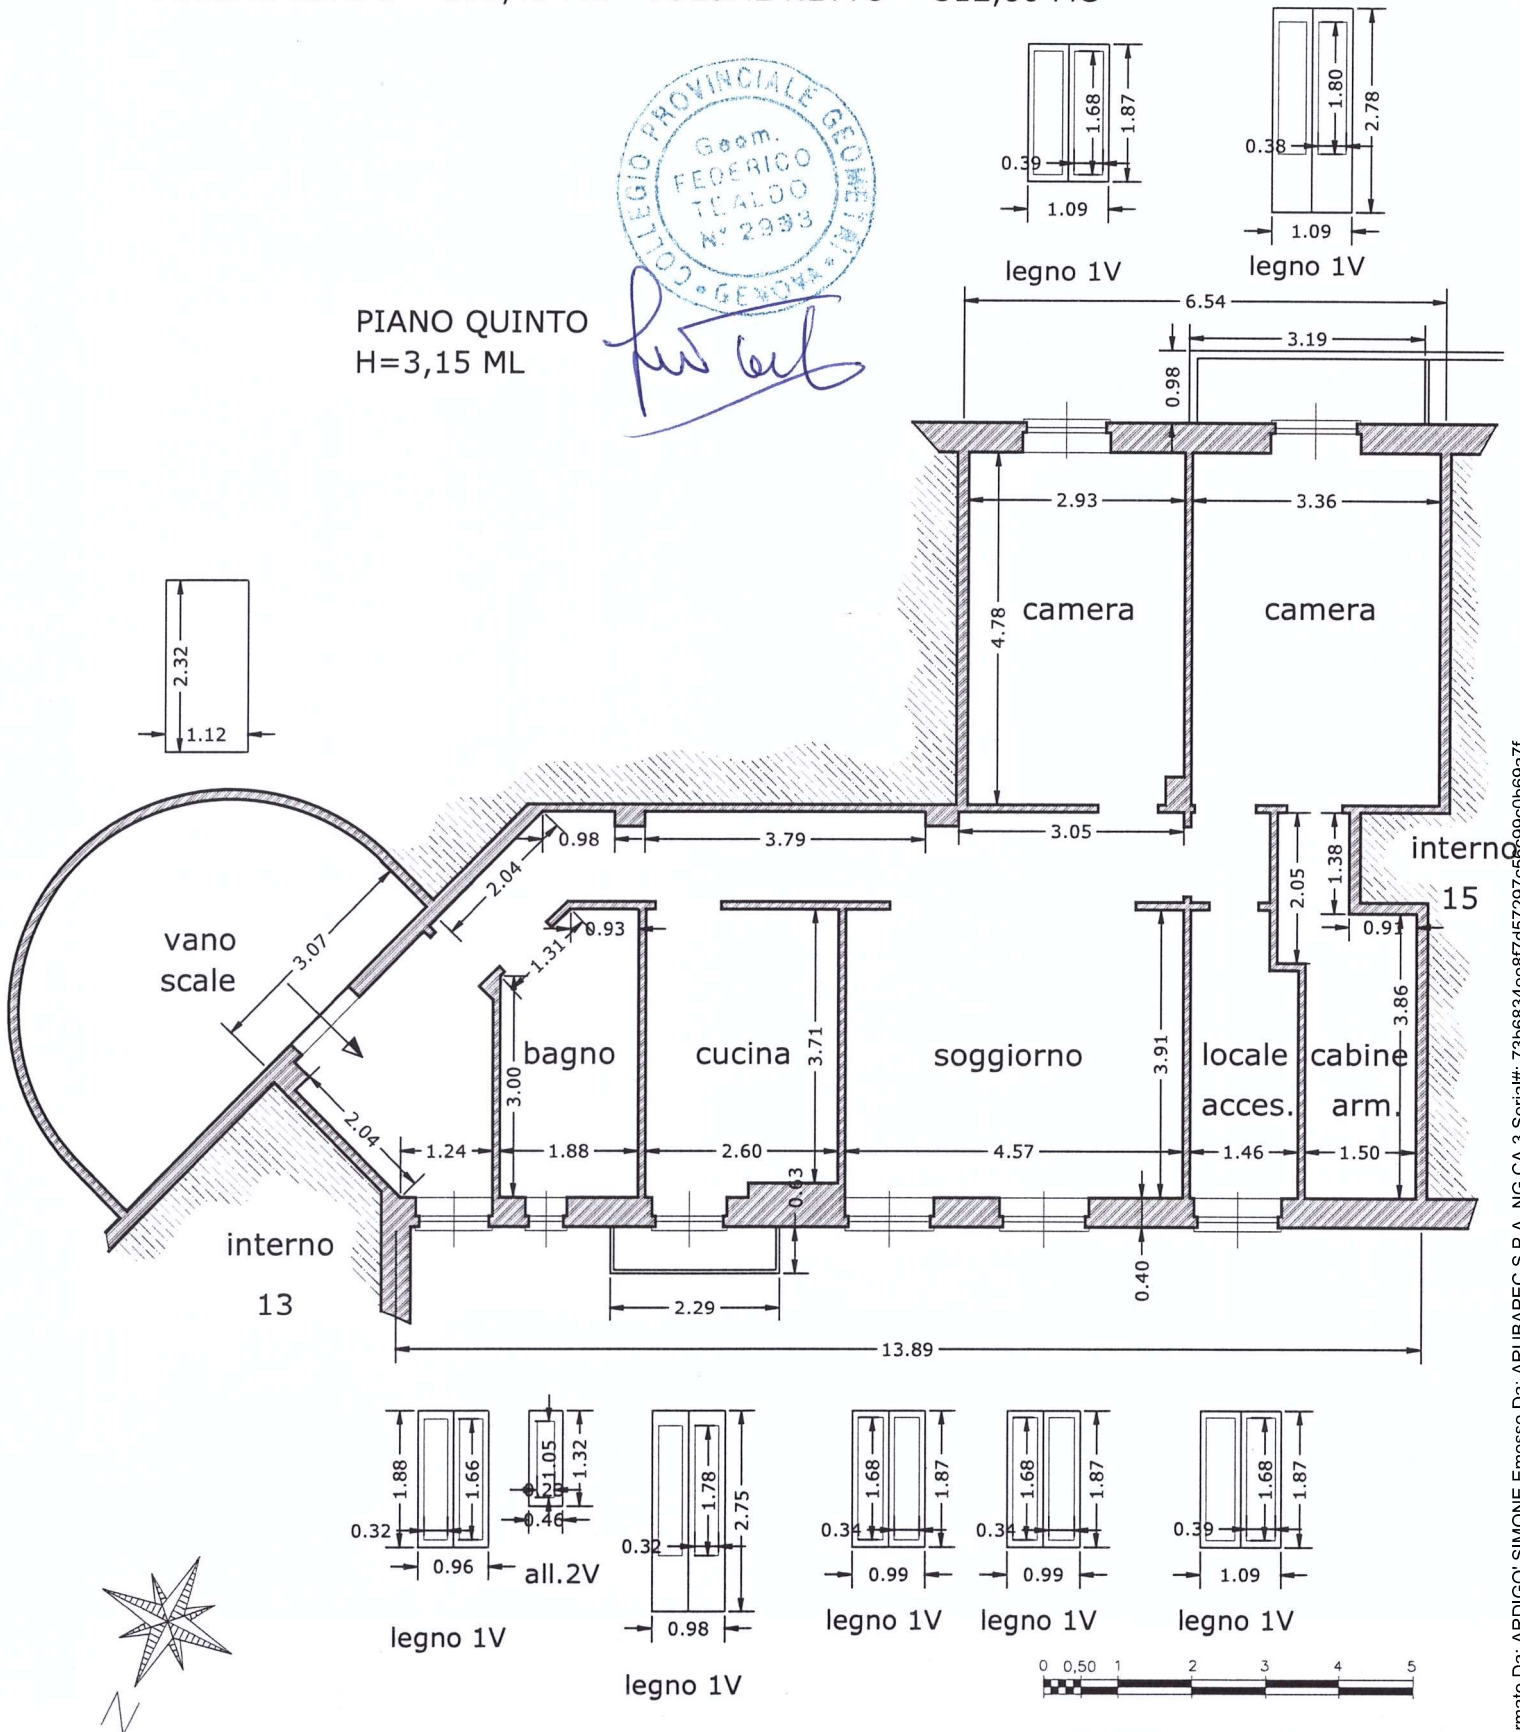 COLLEGIO PROVINCIALE GEOMETRI
• GENOVA •
Geom.
FEDERICO
TEALDO
N° 2993
1.68
1.87
0.39
1.09
legno 1V
1.80
2.78
0.38
1.09
legno 1V
PIANO QUINTO
H=3,15 ML
6.54
3.19
0.98
2.93
3.36
4.78
camera
camera
2.32
1.12
0.98
3.79
3.05
2.04
2.05
1.38
interno
15
0.93
0.91
1.31
vano
scale
3.07
3.86
3.71
3.91
3.00
bagno
cucina
soggiorno
locale
acces.
cabine
arm.
2.04
1.24
1.88
2.60
4.57
1.46
1.50
0.63
interno
13
0.40
2.29
13.89
1.88
1.66
0.32
0.96
legno 1V
1.05
1.32
0.46
all.2V
1.78
2.75
0.32
0.98
legno 1V
1.68
1.87
0.34
0.99
legno 1V
1.68
1.87
0.34
0.99
legno 1V
1.68
1.87
0.39
1.09
legno 1V
N
0 0,50 1 2 3 4 5